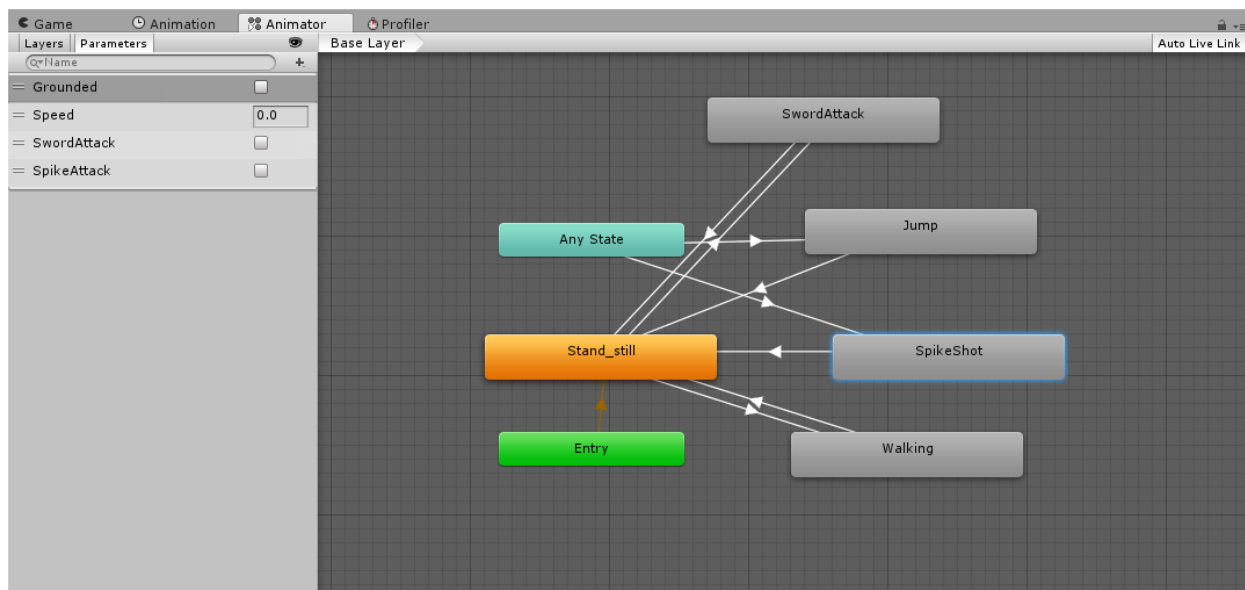 Game Animation Animator Profiler
Layers Parameters Base Layer Auto Live Link
Name
Grounded
Speed 0.0
SwordAttack
SpikeAttack
SwordAttack
Jump
Any State
Stand_still
SpikeShot
Entry
Walking